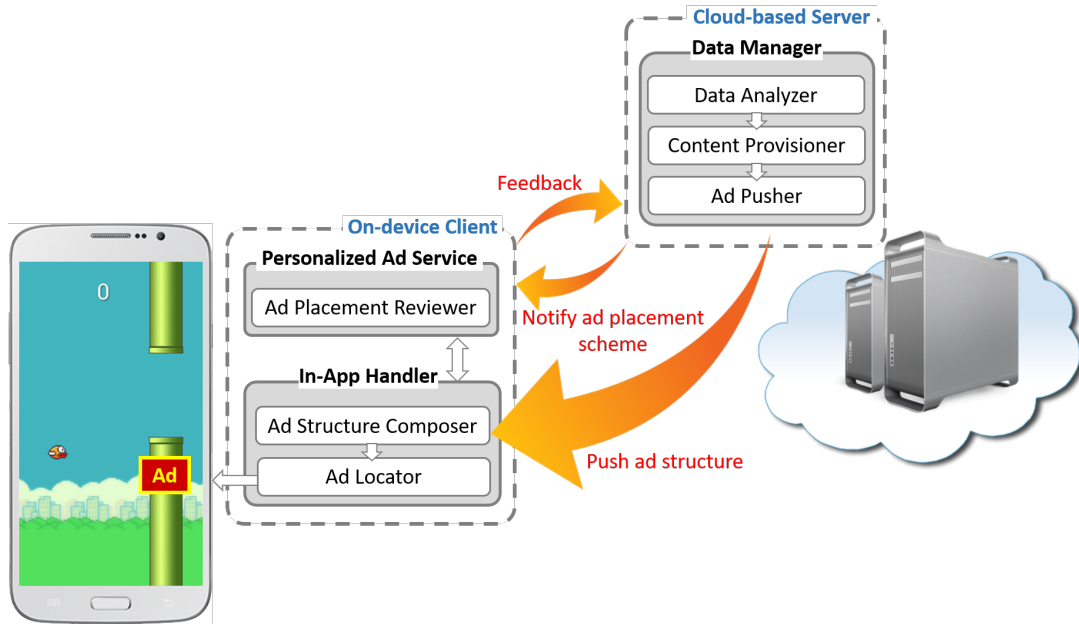 Cloud-based Server
Data Manager
Data Analyzer
Content Provisioner
Ad Pusher
Feedback
On-device Client
Personalized Ad Service
Ad Placement Reviewer
Notify ad placement
scheme
In-App Handler
Ad Structure Composer
Ad Locator
Push ad structure
0
Ad